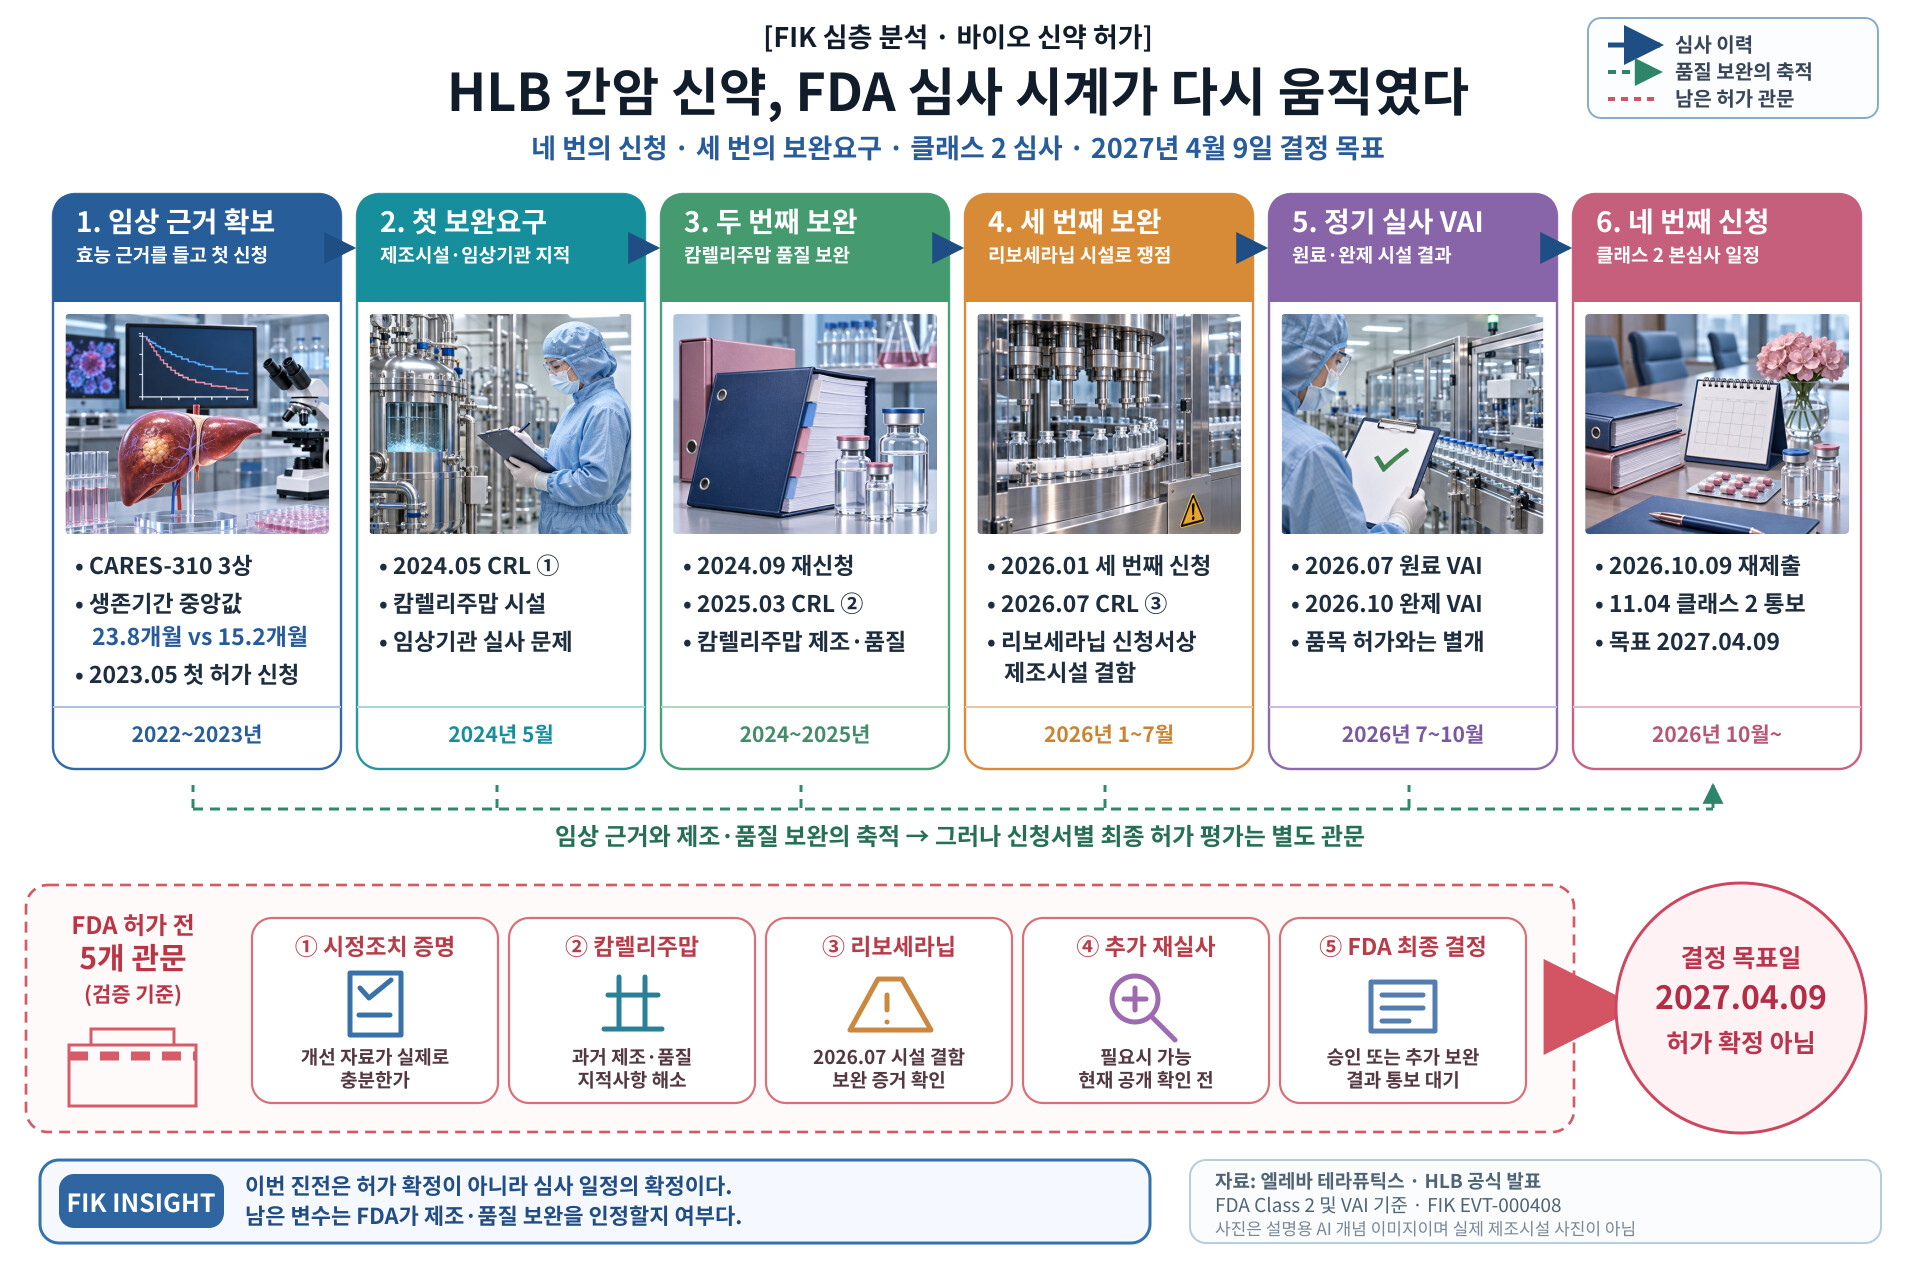 [FIK 심층 분석 · 바이오 신약 허가]
HLB 간암 신약, FDA 심사 시계가 다시 움직였다
네 번의 신청 · 세 번의 보완요구 · 클래스 2 심사 · 2027년 4월 9일 결정 목표
심사 이력
품질 보완의 축적
남은 허가 관문
1. 임상 근거 확보
효능 근거를 들고 첫 신청
• CARES-310 3상
• 생존기간 중앙값
23.8개월 vs 15.2개월
• 2023.05 첫 허가 신청
2022~2023년
2. 첫 보완요구
제조시설·임상기관 지적
• 2024.05 CRL ①
• 캄렐리주맙 시설
• 임상기관 실사 문제
2024년 5월
3. 두 번째 보완
캄렐리주맙 품질 보완
• 2024.09 재신청
• 2025.03 CRL ②
• 캄렐리주맙 제조·품질
2024~2025년
4. 세 번째 보완
리보세라닙 시설로 쟁점
• 2026.01 세 번째 신청
• 2026.07 CRL ③
• 리보세라닙 신청서상
제조시설 결함
2026년 1~7월
5. 정기 실사 VAI
원료·완제 시설 결과
• 2026.07 원료 VAI
• 2026.10 완제 VAI
• 품목 허가와는 별개
2026년 7~10월
6. 네 번째 신청
클래스 2 본심사 일정
• 2026.10.09 재제출
• 11.04 클래스 2 통보
• 목표 2027.04.09
2026년 10월~
임상 근거와 제조·품질 보완의 축적 → 그러나 신청서별 최종 허가 평가는 별도 관문
FDA 허가 전
5개 관문
(검증 기준)
① 시정조치 증명
개선 자료가 실제로
충분한가
② 캄렐리주맙
과거 제조·품질
지적사항 해소
③ 리보세라닙
2026.07 시설 결함
보완 증거 확인
④ 추가 재실사
필요시 가능
현재 공개 확인 전
⑤ FDA 최종 결정
승인 또는 추가 보완
결과 통보 대기
결정 목표일
2027.04.09
허가 확정 아님
FIK INSIGHT
이번 진전은 허가 확정이 아니라 심사 일정의 확정이다.
남은 변수는 FDA가 제조·품질 보완을 인정할지 여부다.
자료: 엘레바 테라퓨틱스 · HLB 공식 발표
FDA Class 2 및 VAI 기준 · FIK EVT-000408
사진은 설명용 AI 개념 이미지이며 실제 제조시설 사진이 아님